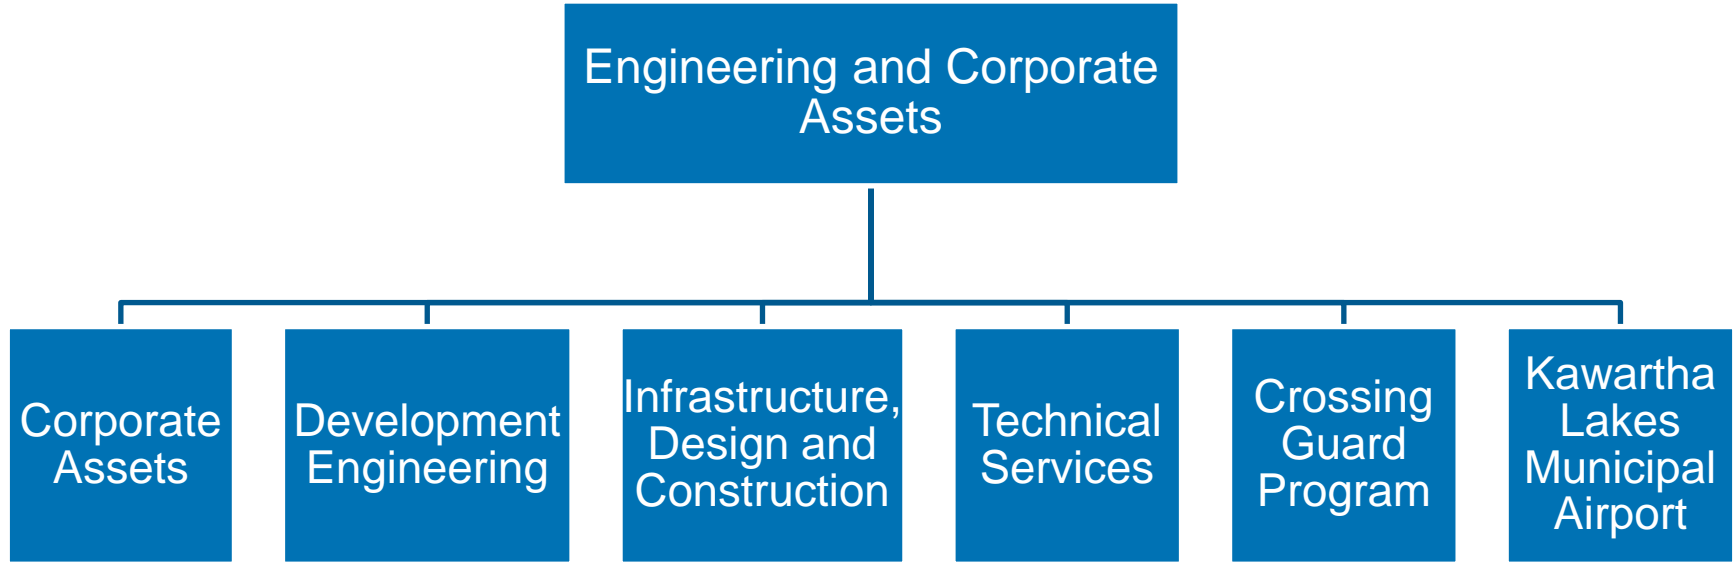 Engineering and Corporate
Assets
Corporate
Assets
Development
Engineering
Infrastructure,
Design and
Construction
Technical
Services
Crossing
Guard
Program
Kawartha
Lakes
Municipal
Airport